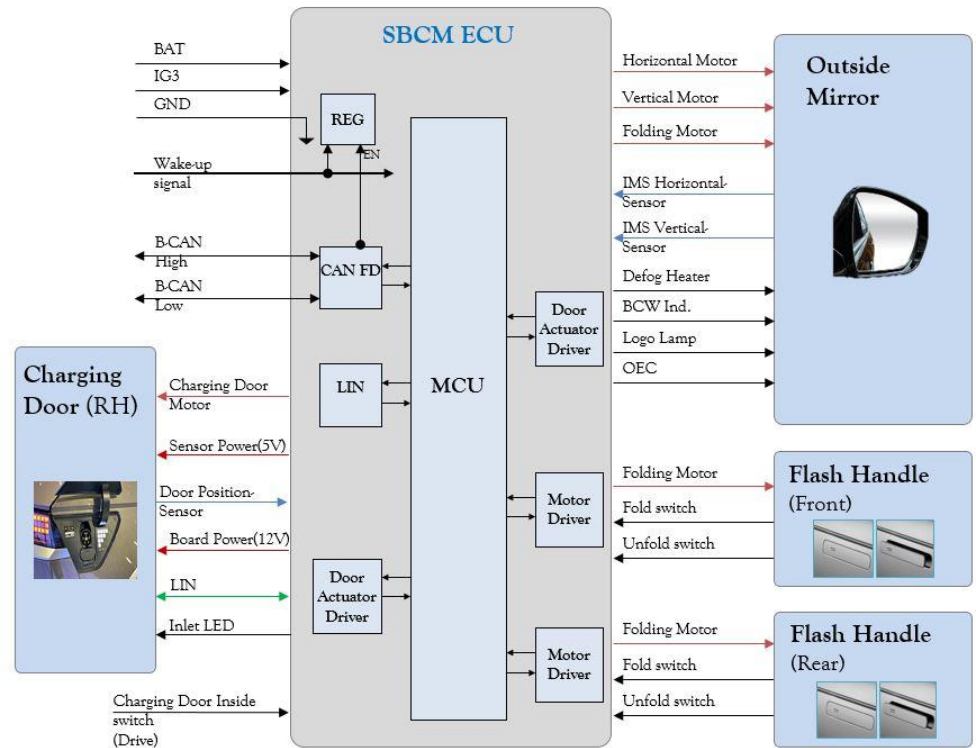 SBCM ECU
BAT
IG3
GND
Wake-up
signal
B-CAN
High
B-CAN
Low
REG
EN
CAN FD
LIN
Door
Actuator
Driver
MCU
Door
Actuator
Driver
Motor
Driver
Motor
Driver
Charging
Door (RH)
Charging Door
Motor
Sensor Power(5V)
Door Position-
Sensor
Board Power(12V)
LIN
Inlet LED
Charging Door Inside
switch
(Drive)
Horizontal Motor
Vertical Motor
Folding Motor
IMS Horizontal-
Sensor
IMS Vertical-
Sensor
Defog Heater
BCW Ind.
Logo Lamp
OEC
Outside
Mirror
Folding Motor
Fold switch
Unfold switch
Flash Handle
(Front)
Folding Motor
Fold switch
Unfold switch
Flash Handle
(Rear)